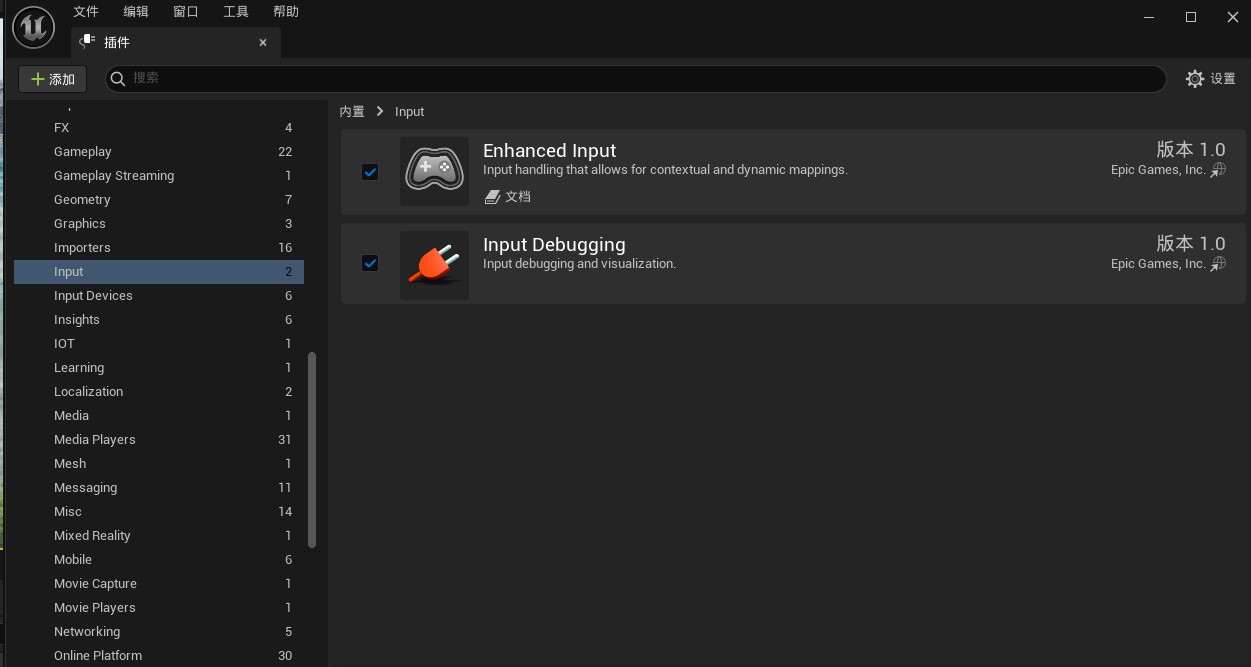 文件 编辑 窗口 工具 帮助
插件
添加 搜索 设置
FX 4
Gameplay 22
Gameplay Streaming 1
Geometry 7
Graphics 3
Importers 16
Input 2
Input Devices 6
Insights 6
IOT 1
Learning 1
Localization 2
Media 1
Media Players 31
Mesh 1
Messaging 11
Misc 14
Mixed Reality 1
Mobile 6
Movie Capture 1
Movie Players 1
Networking 5
Online Platform 30
内置 > Input
Enhanced Input 版本 1.0
Input handling that allows for contextual and dynamic mappings. Epic Games, Inc.
文档
Input Debugging 版本 1.0
Input debugging and visualization. Epic Games, Inc.